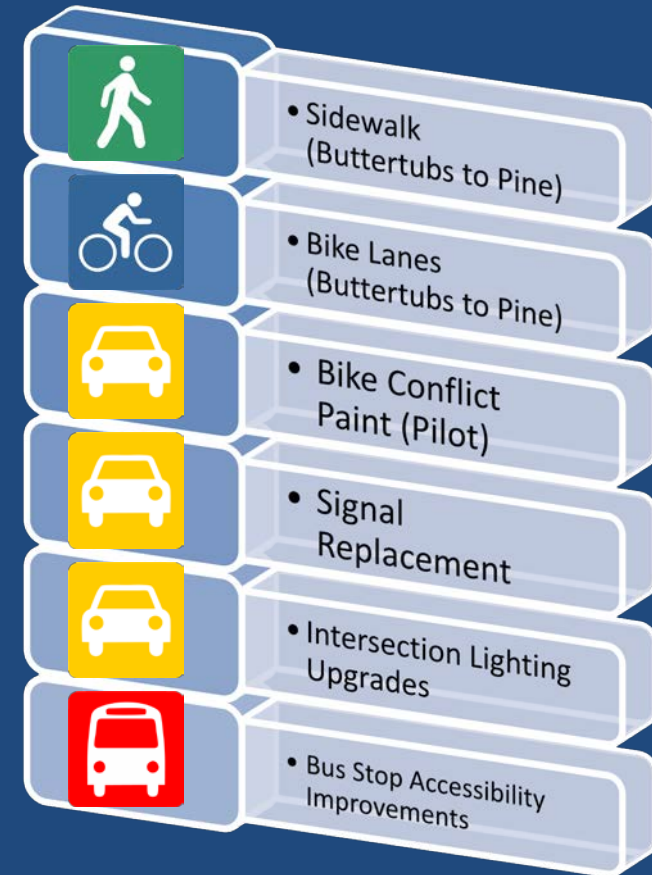 • Sidewalk
(Buttertubs to Pine)
• Bike Lanes
(Buttertubs to Pine)
• Bike Conflict
Paint (Pilot)
• Signal
Replacement
• Intersection Lighting
Upgrades
• Bus Stop Accessibility
Improvements